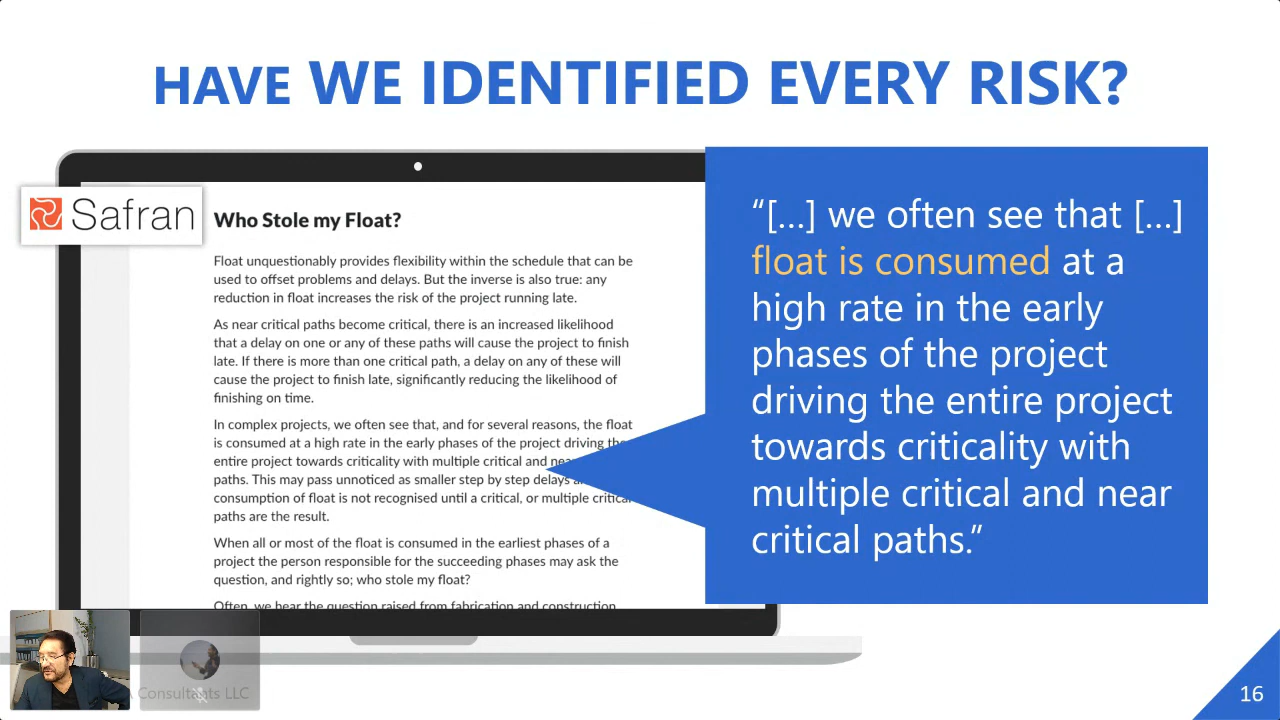 HAVE WE IDENTIFIED EVERY RISK?
Safran
Who Stole my Float?
Float unquestionably provides flexibility within the schedule that can be
used to offset problems and delays. But the inverse is also true: any
reduction in float increases the risk of the project running late.
As near critical paths become critical, there is an increased likelihood
that a delay on one or any of these paths will cause the project to finish
late. If there is more than one critical path, a delay on any of these will
cause the project to finish late, significantly reducing the likelihood of
finishing on time.
In complex projects, we often see that, and for several reasons, the float
is consumed at a high rate in the early phases of the project driving the
entire project towards criticality with multiple critical and
paths. This may pass unnoticed as smaller step by step delays
consumption of float is not recognised until a critical, or multiple critical
paths are the result.
When all or most of the float is consumed in the earliest phases of a
project the person responsible for the succeeding phases may ask the
question, and rightly so; who stole my float?
Often, we hear the question raised from fabrication and construction
“[…] we often see that […]
float is consumed at a
high rate in the early
phases of the project
driving the entire project
towards criticality with
multiple critical and near
critical paths.”
Consultants LLC
16